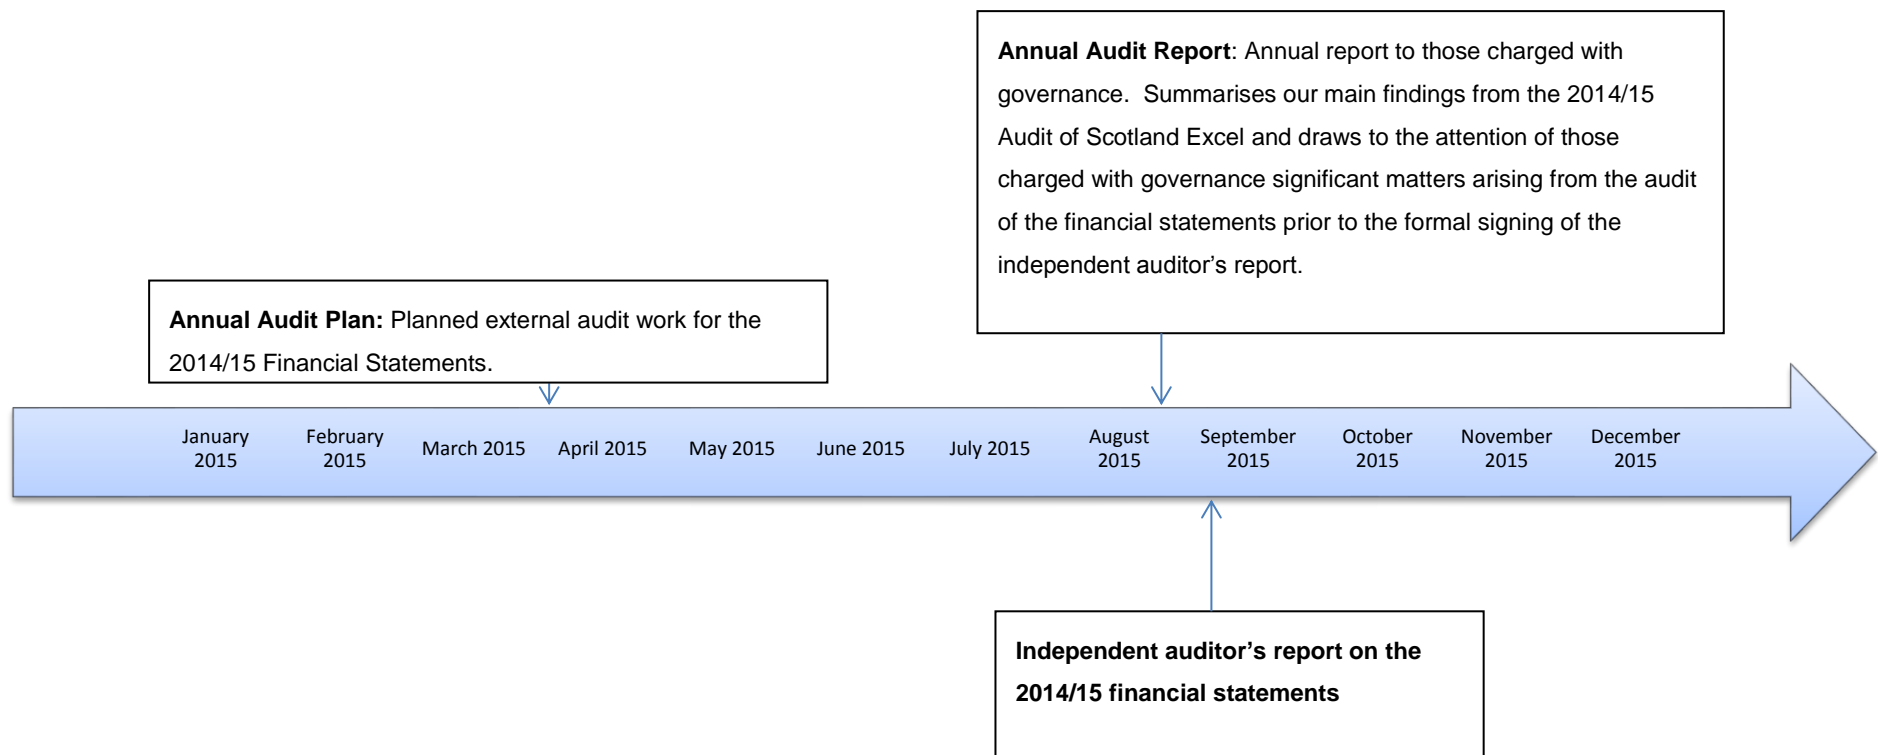 Annual Audit Report: Annual report to those charged with
governance.  Summarises our main findings from the 2014/15
Audit of Scotland Excel and draws to the attention of those
charged with governance significant matters arising from the audit
of the financial statements prior to the formal signing of the
independent auditor’s report.
Annual Audit Plan: Planned external audit work for the
2014/15 Financial Statements.
January
2015
February
2015
March 2015
April 2015
May 2015
June 2015
July 2015
August
2015
September
2015
October
2015
November
2015
December
2015
Independent auditor’s report on the
2014/15 financial statements